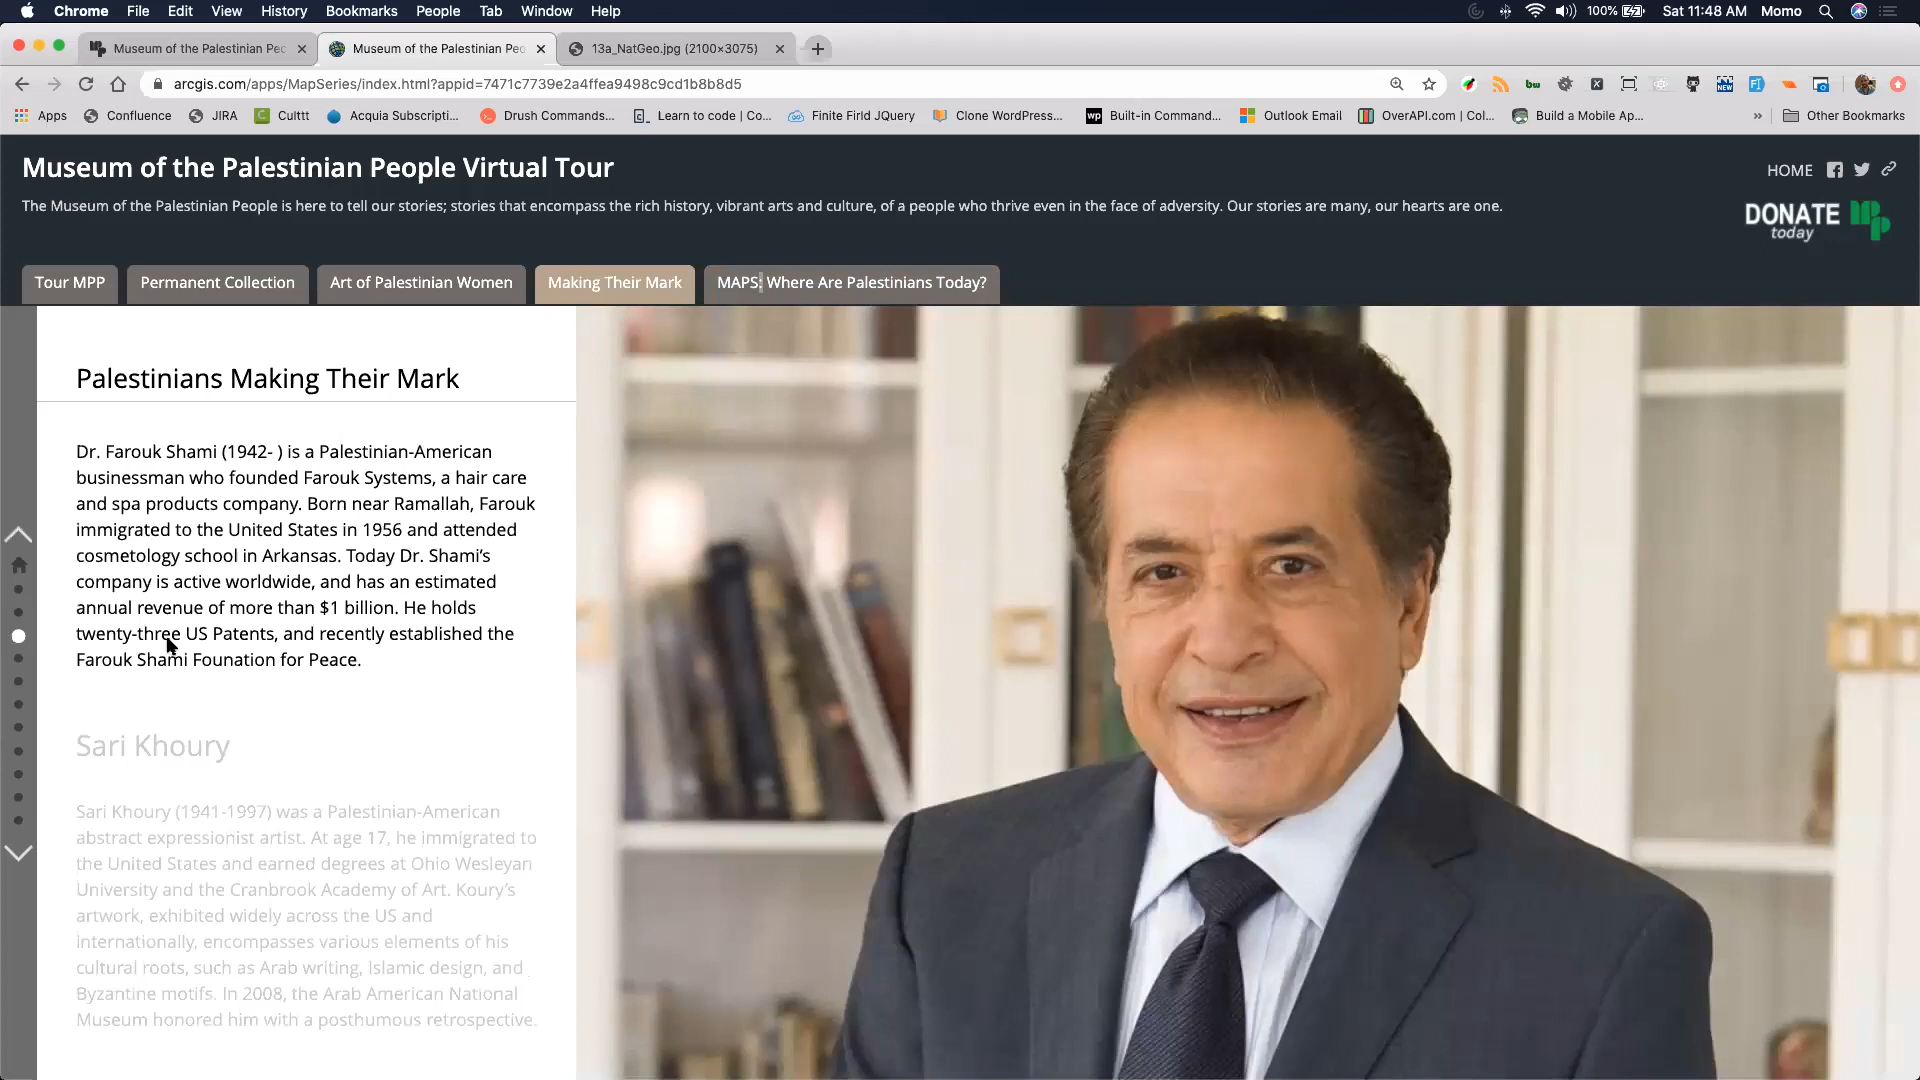 Chrome File Edit View History Bookmarks People Tab Window Help 100% Sat 11:48 AM Momo
Museum of the Palestinian Pec Museum of the Palestinian Peo 13a_NatGeo.jpg (2100×3075)
arcgis.com/apps/MapSeries/index.html?appid=7471c7739e2a4ffea9498c9cd1b8b8d5
Apps Confluence JIRA Culttt Acquia Subscripti... Drush Commands... Learn to code | Co... Finite Firld JQuery Clone WordPress... Built-in Command... Outlook Email OverAPI.com | Col... Build a Mobile Ap... » Other Bookmarks
Museum of the Palestinian People Virtual Tour
HOME
The Museum of the Palestinian People is here to tell our stories; stories that encompass the rich history, vibrant arts and culture, of a people who thrive even in the face of adversity. Our stories are many, our hearts are one.
DONATE
today
Tour MPP Permanent Collection Art of Palestinian Women Making Their Mark MAPS: Where Are Palestinians Today?
Palestinians Making Their Mark
Dr. Farouk Shami (1942- ) is a Palestinian-American
businessman who founded Farouk Systems, a hair care
and spa products company. Born near Ramallah, Farouk
immigrated to the United States in 1956 and attended
cosmetology school in Arkansas. Today Dr. Shami’s
company is active worldwide, and has an estimated
annual revenue of more than $1 billion. He holds
twenty-three US Patents, and recently established the
Farouk Shami Founation for Peace.
Sari Khoury
Sari Khoury (1941-1997) was a Palestinian-American
abstract expressionist artist. At age 17, he immigrated to
the United States and earned degrees at Ohio Wesleyan
University and the Cranbrook Academy of Art. Koury’s
artwork, exhibited widely across the US and
internationally, encompasses various elements of his
cultural roots, such as Arab writing, Islamic design, and
Byzantine motifs. In 2008, the Arab American National
Museum honored him with a posthumous retrospective.